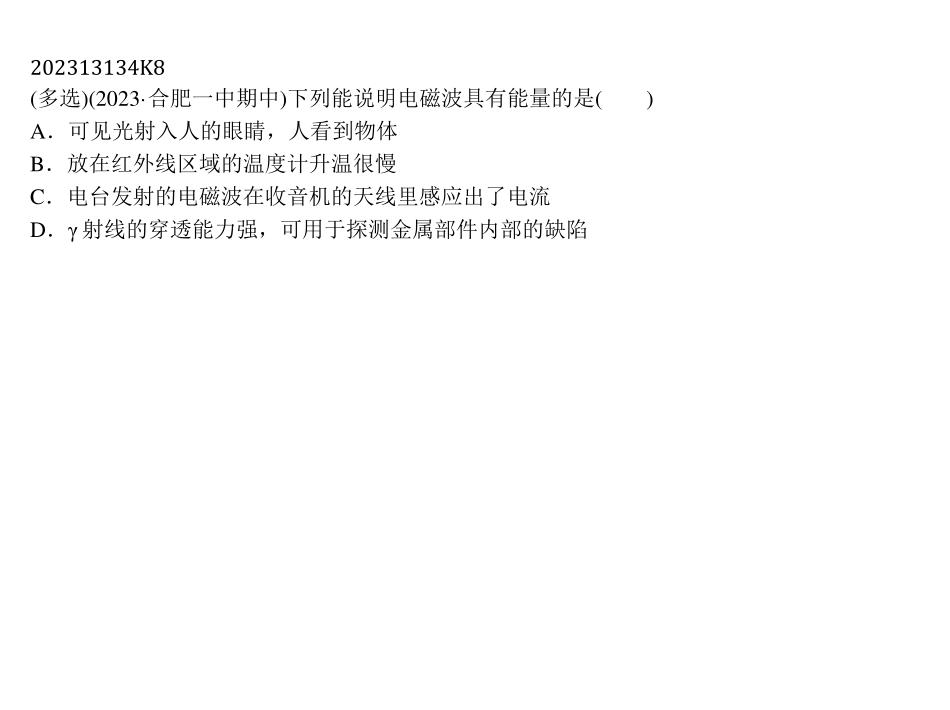 202313134K8
(多选)(2023·合肥一中期中)下列能说明电磁波具有能量的是(　　)
A．可见光射入人的眼睛，人看到物体
B．放在红外线区域的温度计升温很慢
C．电台发射的电磁波在收音机的天线里感应出了电流
D．γ 射线的穿透能力强，可用于探测金属部件内部的缺陷